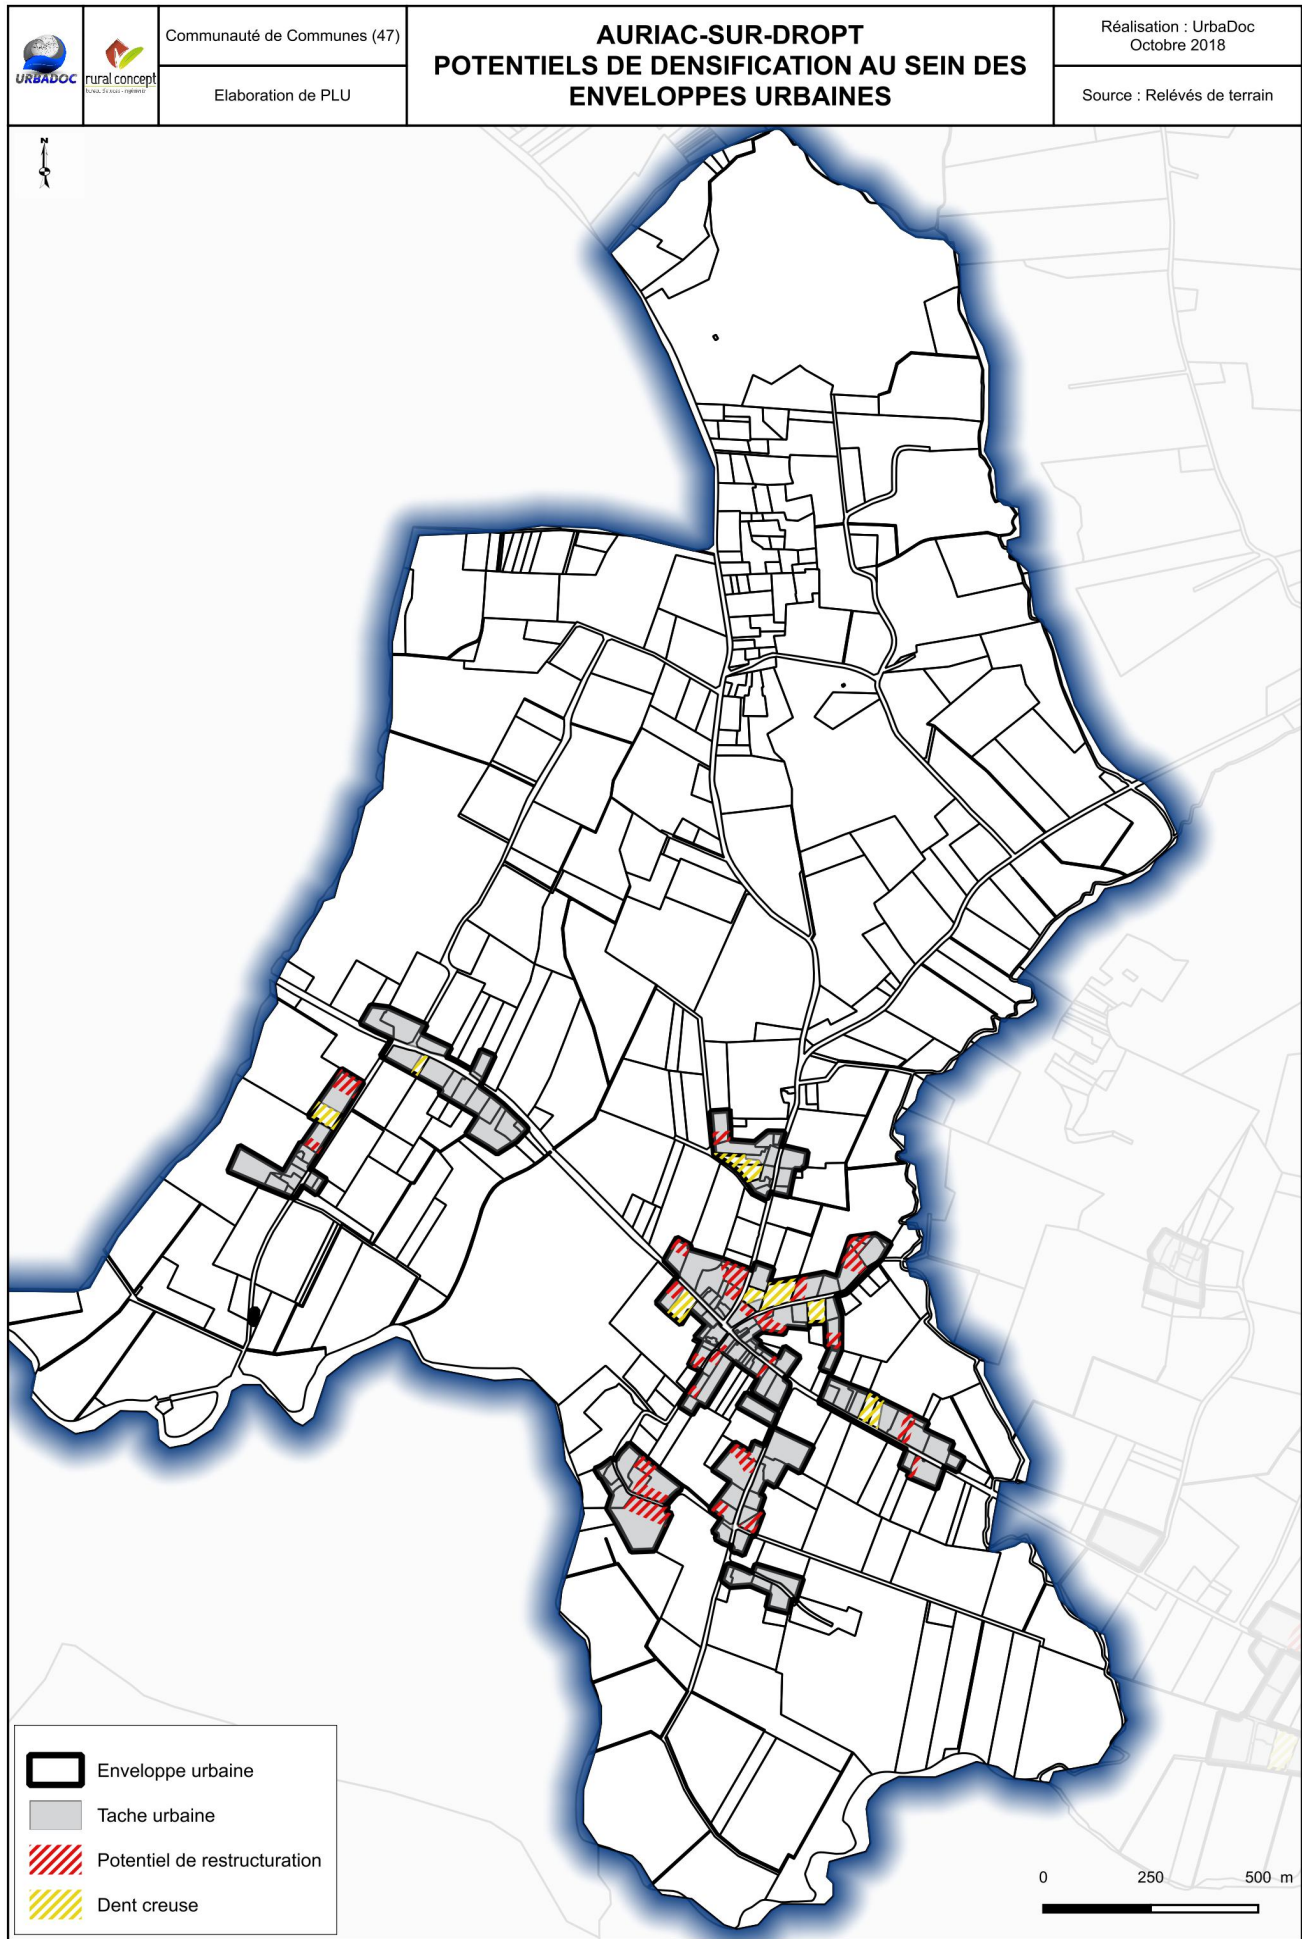 URBADOC
rural concept
Communauté de Communes (47)
Elaboration de PLU
AURIAC-SUR-DROPT
POTENTIELS DE DENSIFICATION AU SEIN DES
ENVELOPPES URBAINES
Réalisation : UrbaDoc
Octobre 2018
Source : Relévés de terrain
N
Enveloppe urbaine
Tache urbaine
Potentiel de restructuration
Dent creuse
0 250 500 m